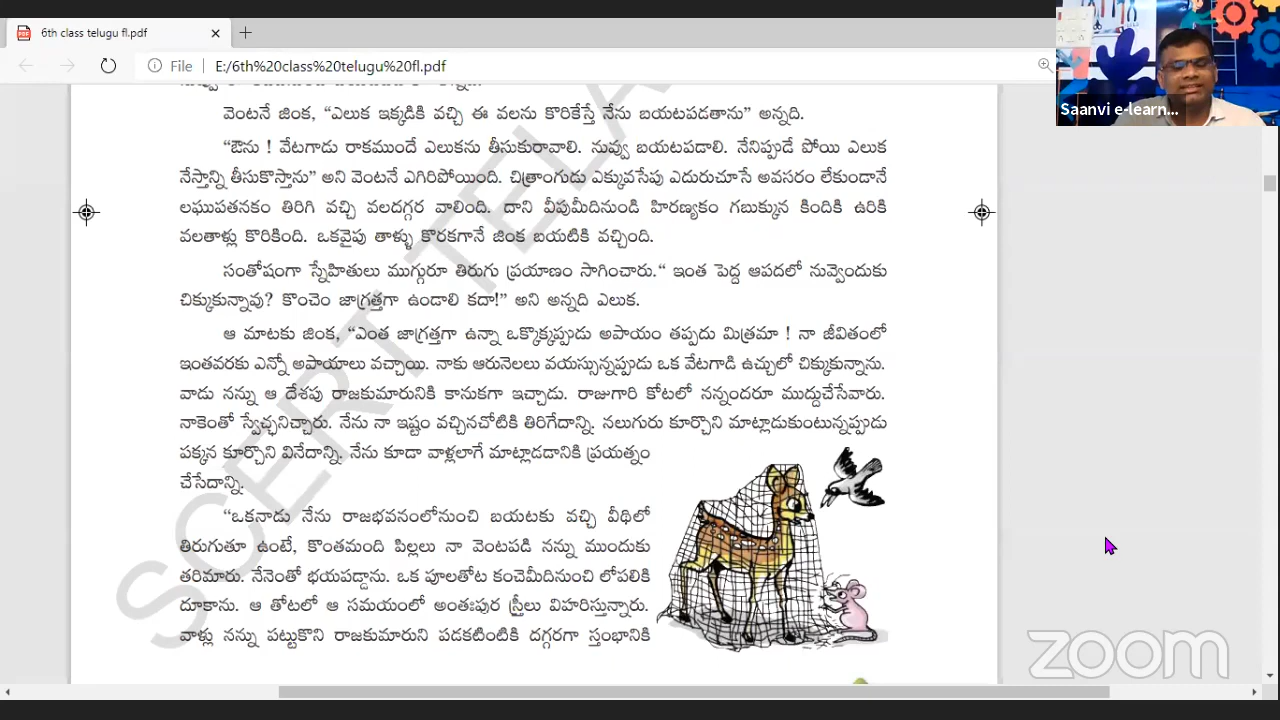 6th class telugu fl.pdf
File E:/6th%20class%20telugu%20fl.pdf
Saanvi e-learn...
వెంటనే జింక, “ఎలుక ఇక్కడికి వచ్చి ఈ వలను కొరికేస్తే నేను బయటపడతాను” అన్నది.
“ఔను ! వేటగాడు రాకముందే ఎలుకను తీసుకురావాలి. నువ్వు బయటపడాలి. నేనిప్పుడే పోయి ఎలుక
నేస్తాన్ని తీసుకొస్తాను” అని వెంటనే ఎగిరిపోయింది. చిత్రాంగుడు ఎక్కువసేపు ఎదురుచూసే అవసరం లేకుండానే
లఘుపతనకం తిరిగి వచ్చి వలదగ్గర వాలింది. దాని వీపుమీదినుండి హిరణ్యకం గబుక్కున కిందికి ఉరికి
వలతాళ్లు కొరికింది. ఒకవైపు తాళ్ళు కొరకగానే జింక బయటికి వచ్చింది.
సంతోషంగా స్నేహితులు ముగ్గురూ తిరుగు ప్రయాణం సాగించారు.“ ఇంత పెద్ద ఆపదలో నువ్వెందుకు
చిక్కుకున్నావు? కొంచెం జాగ్రత్తగా ఉండాలి కదా!” అని అన్నది ఎలుక.
ఆ మాటకు జింక, “ఎంత జాగ్రత్తగా ఉన్నా ఒక్కొక్కప్పుడు అపాయం తప్పదు మిత్రమా ! నా జీవితంలో
ఇంతవరకు ఎన్నో అపాయాలు వచ్చాయి. నాకు ఆరునెలలు వయస్సున్నప్పుడు ఒక వేటగాడి ఉచ్చులో చిక్కుకున్నాను.
వాడు నన్ను ఆ దేశపు రాజకుమారునికి కానుకగా ఇచ్చాడు. రాజుగారి కోటలో నన్నందరూ ముద్దుచేసేవారు.
నాకెంతో స్వేచ్ఛనిచ్చారు. నేను నా ఇష్టం వచ్చినచోటికి తిరిగేదాన్ని. నలుగురు కూర్చొని మాట్లాడుకుంటున్నప్పుడు
పక్కన కూర్చొని వినేదాన్ని. నేను కూడా వాళ్లలాగే మాట్లాడడానికి ప్రయత్నం
చేసేదాన్ని.
“ఒకనాడు నేను రాజభవనంలోనుంచి బయటకు వచ్చి వీథిలో
తిరుగుతూ ఉంటే, కొంతమంది పిల్లలు నా వెంటపడి నన్ను ముందుకు
తరిమారు. నేనెంతో భయపడ్డాను. ఒక పూలతోట కంచెమీదినుంచి లోపలికి
దూకాను. ఆ తోటలో ఆ సమయంలో అంతఃపుర స్త్రీలు విహరిస్తున్నారు.
వాళ్లు నన్ను పట్టుకొని రాజకుమారుని పడకటింటికి దగ్గరగా స్తంభానికి
SCERT TELA
zoom